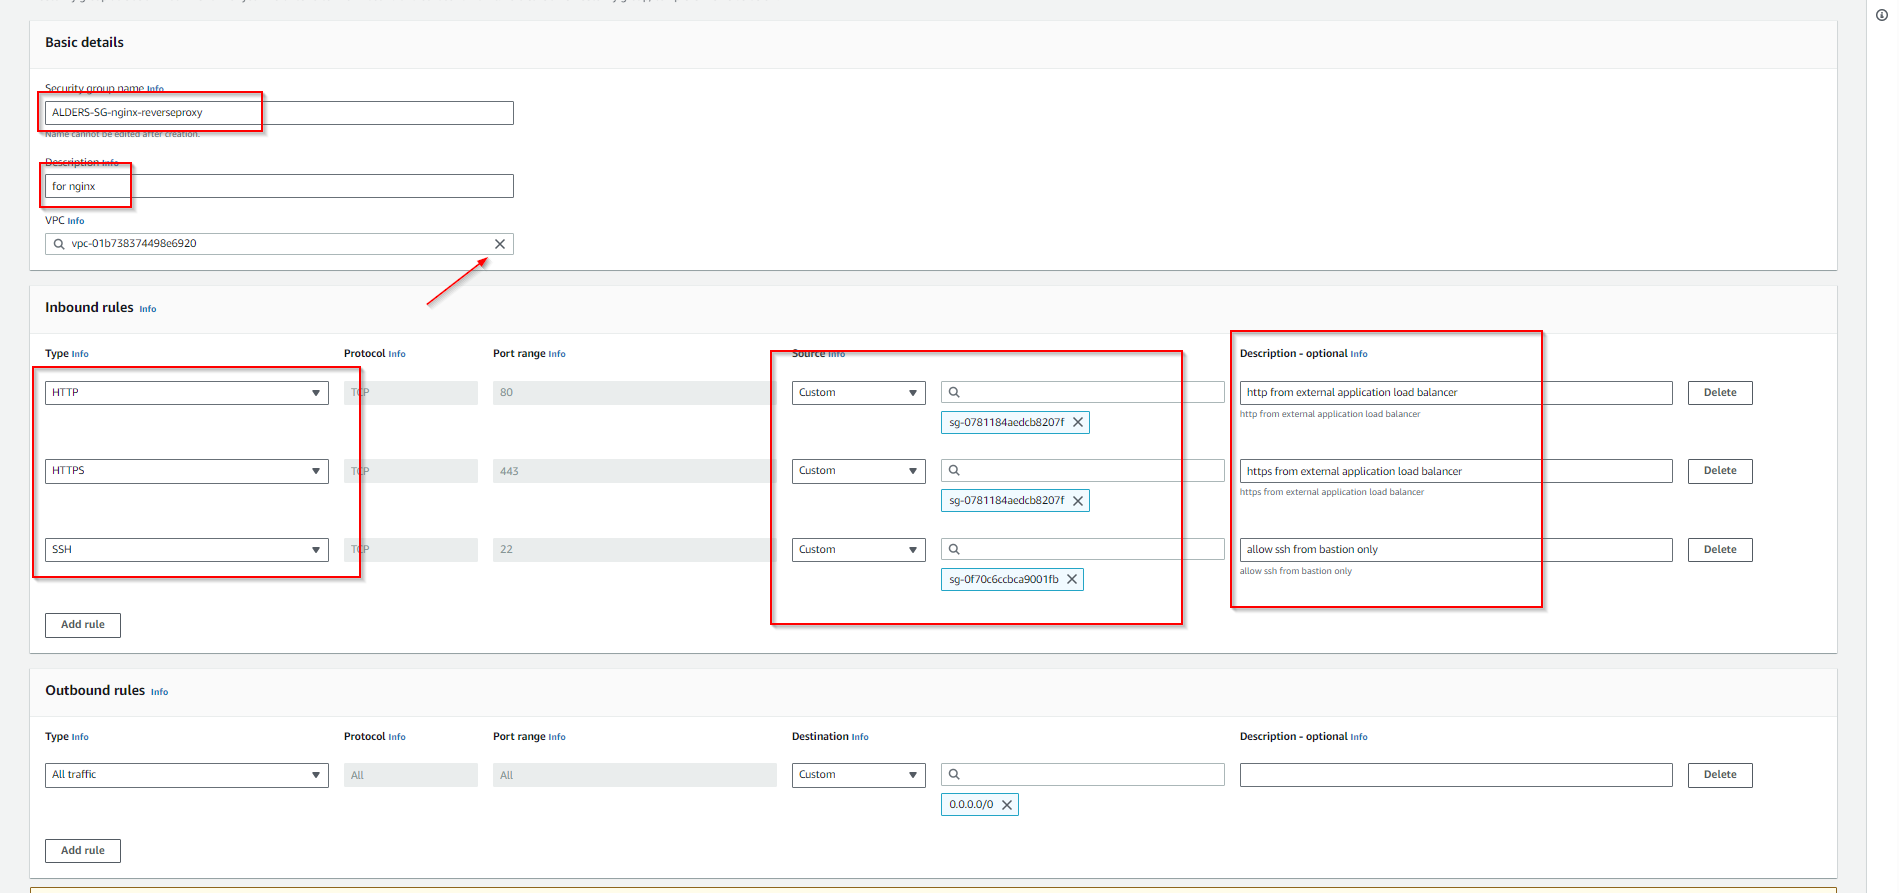 Basic details
Security group name Info
ALDERS-SG-nginx-reverseproxy
Name cannot be edited after creation.
Description Info
for nginx
VPC Info
vpc-01b738374498e6920
Inbound rules Info
Type Info Protocol Info Port range Info Source Info Description - optional Info
HTTP TCP 80 Custom http from external application load balancer Delete
http from external application load balancer
sg-0781184aedcb8207f
HTTPS TCP 443 Custom https from external application load balancer Delete
https from external application load balancer
sg-0781184aedcb8207f
SSH TCP 22 Custom allow ssh from bastion only Delete
allow ssh from bastion only
sg-0f70c6ccbca9001fb
Add rule
Outbound rules Info
Type Info Protocol Info Port range Info Destination Info Description - optional Info
All traffic All All Custom Delete
0.0.0.0/0
Add rule